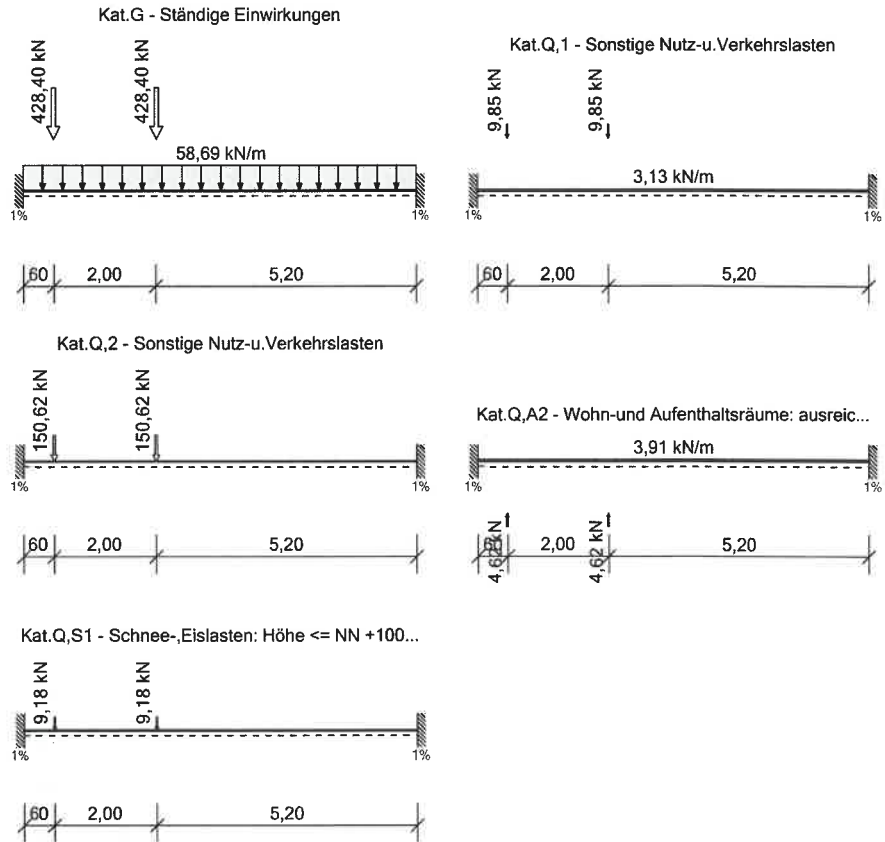 Kat.G - Ständige Einwirkungen
428,40 kN
428,40 kN
58,69 kN/m
1%
1%
60
2,00
5,20
Kat.Q,1 - Sonstige Nutz-u.Verkehrslasten
9,85 kN
9,85 kN
3,13 kN/m
1%
1%
60
2,00
5,20
Kat.Q,2 - Sonstige Nutz-u.Verkehrslasten
150,62 kN
150,62 kN
1%
1%
60
2,00
5,20
Kat.Q,A2 - Wohn-und Aufenthaltsräume: ausreic...
3,91 kN/m
1%
1%
4,62 kN
4,62 kN
60
2,00
5,20
Kat.Q,S1 - Schnee-,Eislasten: Höhe <= NN +100...
9,18 kN
9,18 kN
1%
1%
60
2,00
5,20